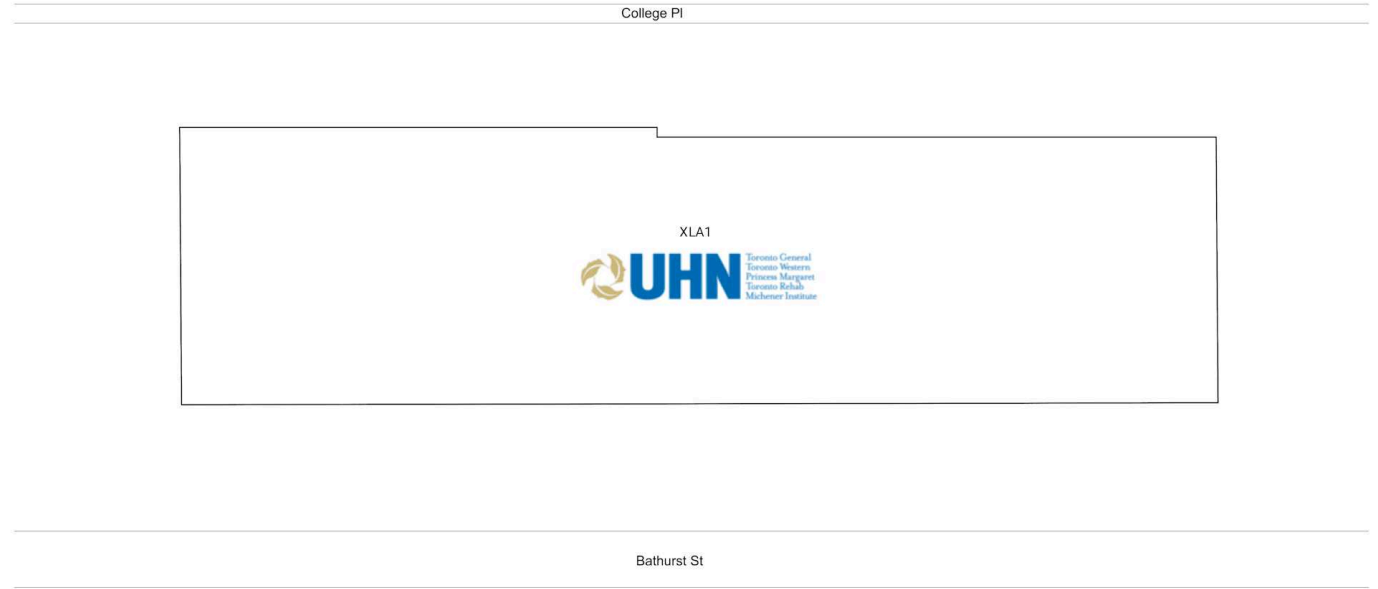 College Pl
XLA1
UHN
Toronto General
Toronto Western
Princess Margaret
Toronto Rehab
Michener Institute
Bathurst St